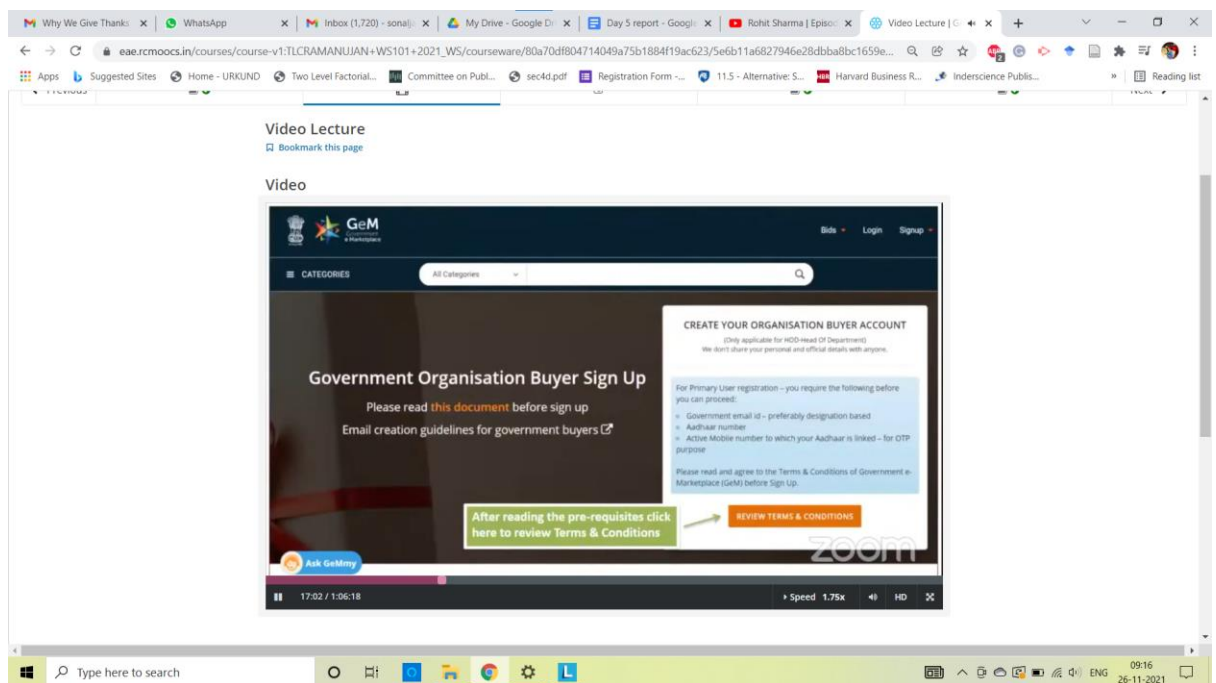 Why We Give Thanks
WhatsApp
Inbox (1,720) - sonalj
My Drive - Google Dr
Day 5 report - Google
Rohit Sharma | Episod
Video Lecture | G
eae.rcmoocs.in/courses/course-v1:TLCRAMANUJAN+WS101+2021_WS/courseware/80a70df804714049a75b1884f19ac623/5e6b11a6827946e28dbba8bc1659e...
Apps
Suggested Sites
Home - URKUND
Two Level Factorial...
Committee on Publ...
sec4d.pdf
Registration Form -...
11.5 - Alternative: S...
Harvard Business R...
Inderscience Publis...
»
Reading list
Video Lecture
Bookmark this page
Video
GeM
Government
e-Marketplace
Bids
Login
Signup
CATEGORIES
All Categories
Government Organisation Buyer Sign Up
Please read this document before sign up
Email creation guidelines for government buyers
CREATE YOUR ORGANISATION BUYER ACCOUNT
(Only applicable for HOD-Head Of Department)
We don't share your personal and official details with anyone.
For Primary User registration – you require the following before
you can proceed:
Government email id – preferably designation based
Aadhaar number
Active Mobile number to which your Aadhaar is linked – for OTP
purpose
Please read and agree to the Terms & Conditions of Government e-
Marketplace (GeM) before Sign Up.
REVIEW TERMS & CONDITIONS
After reading the pre-requisites click
here to review Terms & Conditions
zoom
Ask GeMmy
17:02 / 1:06:18
Speed 1.75x
HD
Type here to search
ENG
09:16
26-11-2021